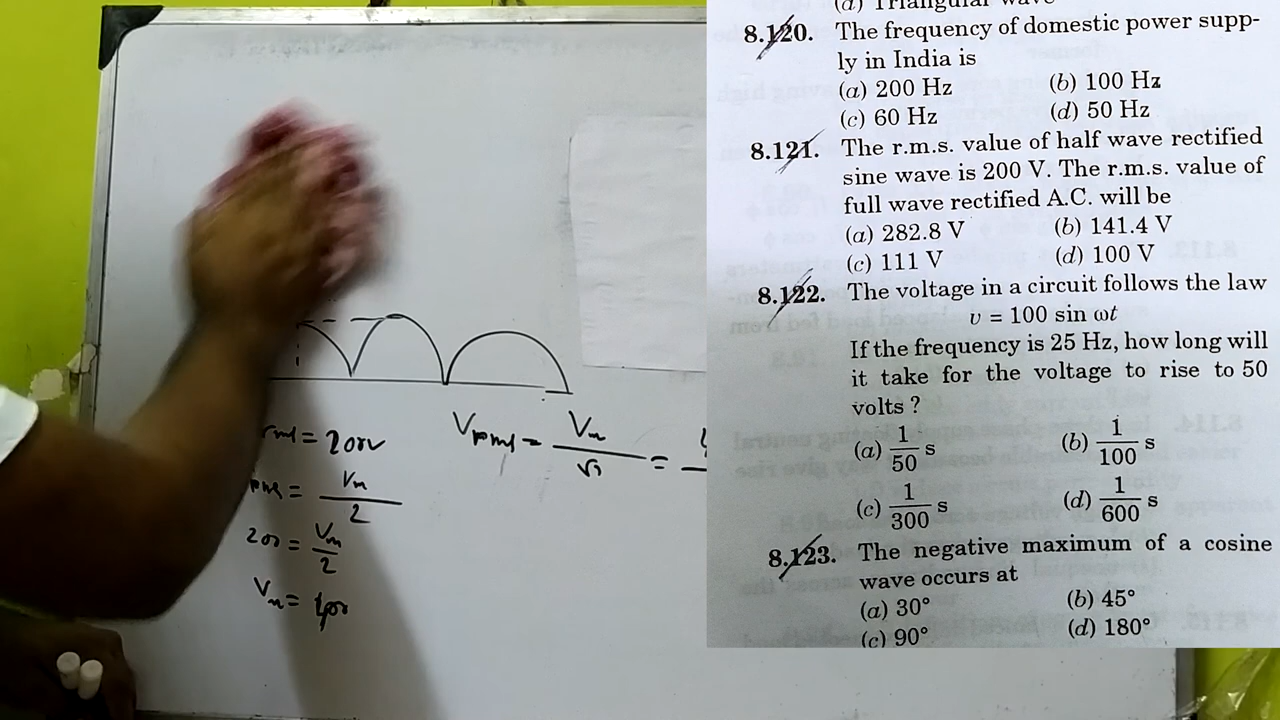 (d) Triangular wave
8.120. The frequency of domestic power supp-
ly in India is
(a) 200 Hz (b) 100 Hz
(c) 60 Hz (d) 50 Hz
8.121. The r.m.s. value of half wave rectified
sine wave is 200 V. The r.m.s. value of
full wave rectified A.C. will be
(a) 282.8 V (b) 141.4 V
(c) 111 V (d) 100 V
8.122. The voltage in a circuit follows the law
υ = 100 sin ωt
If the frequency is 25 Hz, how long will
it take for the voltage to rise to 50
volts ?
(a) 1/50 s (b) 1/100 s
(c) 1/300 s (d) 1/600 s
8.123. The negative maximum of a cosine
wave occurs at
(a) 30° (b) 45°
(c) 90° (d) 180°
= 200V
= Vm/2
200 = Vm/2
Vm =
Vrms = Vm/ =